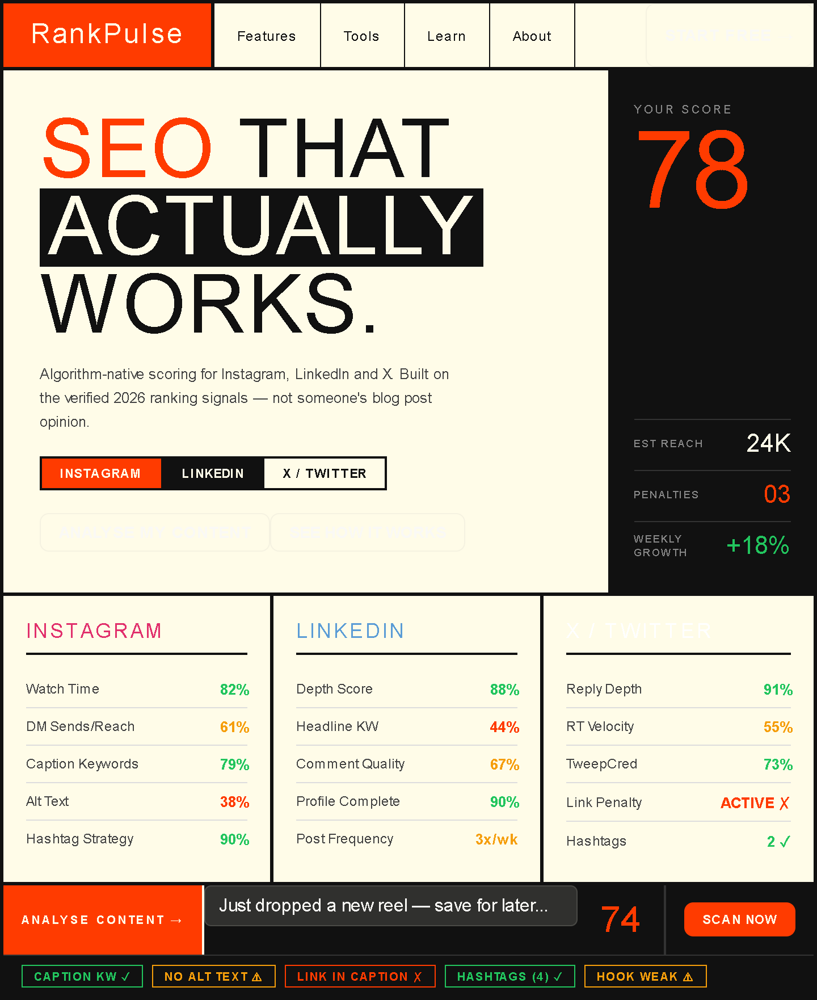 RankPulse
Features
Tools
Learn
About
START FREE
SEO THAT
ACTUALLY
WORKS.
Algorithm-native scoring for Instagram, LinkedIn and X. Built on
the verified 2026 ranking signals — not someone's blog post
opinion.
INSTAGRAM
LINKEDIN
X / TWITTER
ANALYSE MY CONTENT
SEE HOW IT WORKS
YOUR SCORE
78
EST REACH 24K
PENALTIES 03
WEEKLY
GROWTH
+18%
INSTAGRAM
Watch Time 82%
DM Sends/Reach 61%
Caption Keywords 79%
Alt Text 38%
Hashtag Strategy 90%
LINKEDIN
Depth Score 88%
Headline KW 44%
Comment Quality 67%
Profile Complete 90%
Post Frequency 3x/wk
X / TWITTER
Reply Depth 91%
RT Velocity 55%
TweepCred 73%
Link Penalty ACTIVE ✗
Hashtags 2 ✓
ANALYSE CONTENT →
Just dropped a new reel — save for later...
74
SCAN NOW
CAPTION KW ✓
NO ALT TEXT ⚠
LINK IN CAPTION ✗
HASHTAGS (4) ✓
HOOK WEAK ⚠